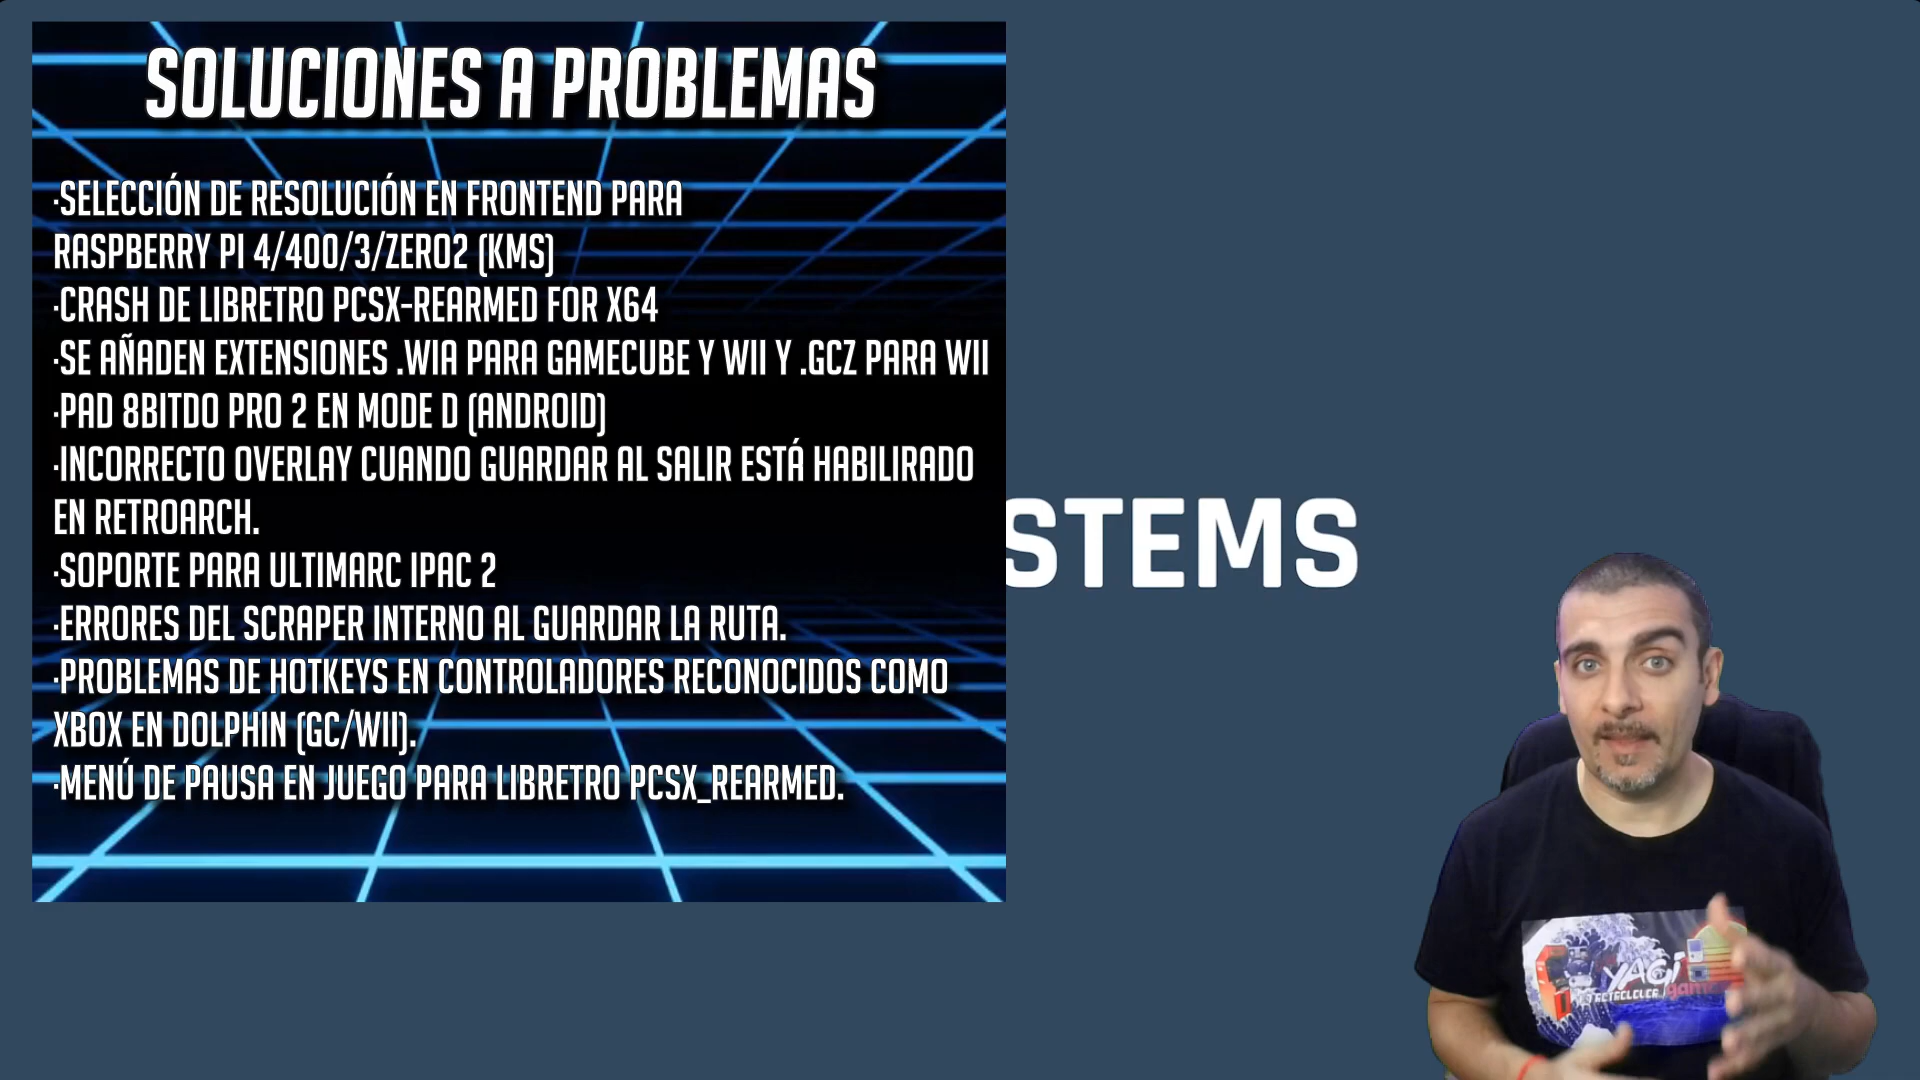 SOLUCIONES A PROBLEMAS
·SELECCIÓN DE RESOLUCIÓN EN FRONTEND PARA
RASPBERRY PI 4/400/3/ZERO2 (KMS)
·CRASH DE LIBRETRO PCSX-REARMED FOR X64
·SE AÑADEN EXTENSIONES .WIA PARA GAMECUBE Y WII Y .GCZ PARA WII
·PAD 8BITDO PRO 2 EN MODE D (ANDROID)
·INCORRECTO OVERLAY CUANDO GUARDAR AL SALIR ESTÁ HABILIRADO
EN RETROARCH.
·SOPORTE PARA ULTIMARC IPAC 2
·ERRORES DEL SCRAPER INTERNO AL GUARDAR LA RUTA.
·PROBLEMAS DE HOTKEYS EN CONTROLADORES RECONOCIDOS COMO
XBOX EN DOLPHIN (GC/WII).
·MENÚ DE PAUSA EN JUEGO PARA LIBRETRO PCSX_REARMED.
STEMS
YAGI